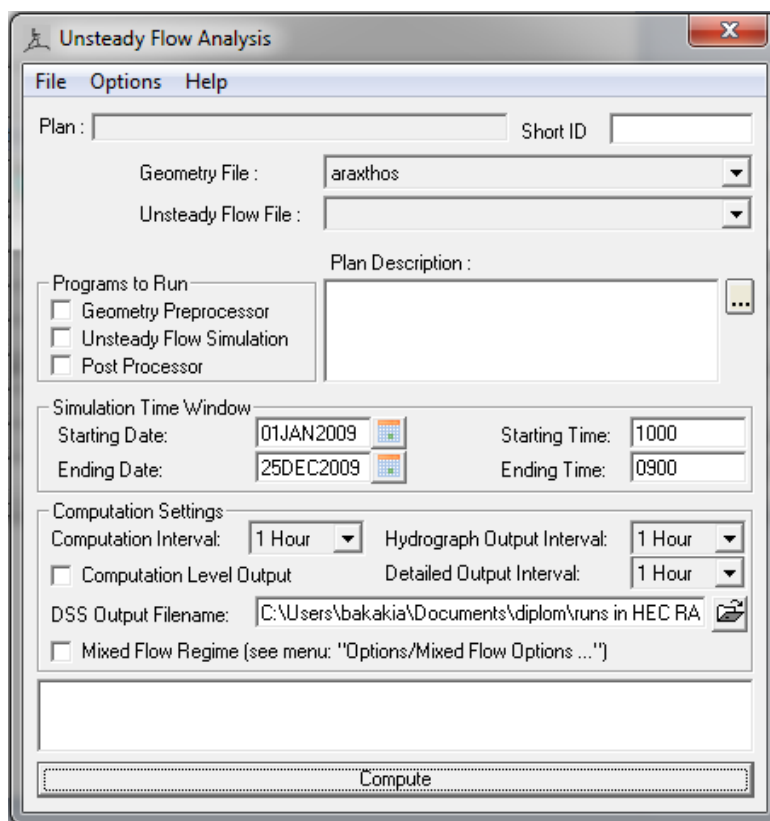 Unsteady Flow Analysis
File Options Help
Plan : Short ID
Geometry File : araxthos
Unsteady Flow File :
Plan Description :
Programs to Run
Geometry Preprocessor
Unsteady Flow Simulation
Post Processor
...
Simulation Time Window
Starting Date: 01JAN2009 Starting Time: 1000
Ending Date: 25DEC2009 Ending Time: 0900
Computation Settings
Computation Interval: 1 Hour Hydrograph Output Interval: 1 Hour
Computation Level Output Detailed Output Interval: 1 Hour
DSS Output Filename: C:\Users\bakakia\Documents\diplom\runs in HEC RA
Mixed Flow Regime (see menu: "Options/Mixed Flow Options ...")
Compute